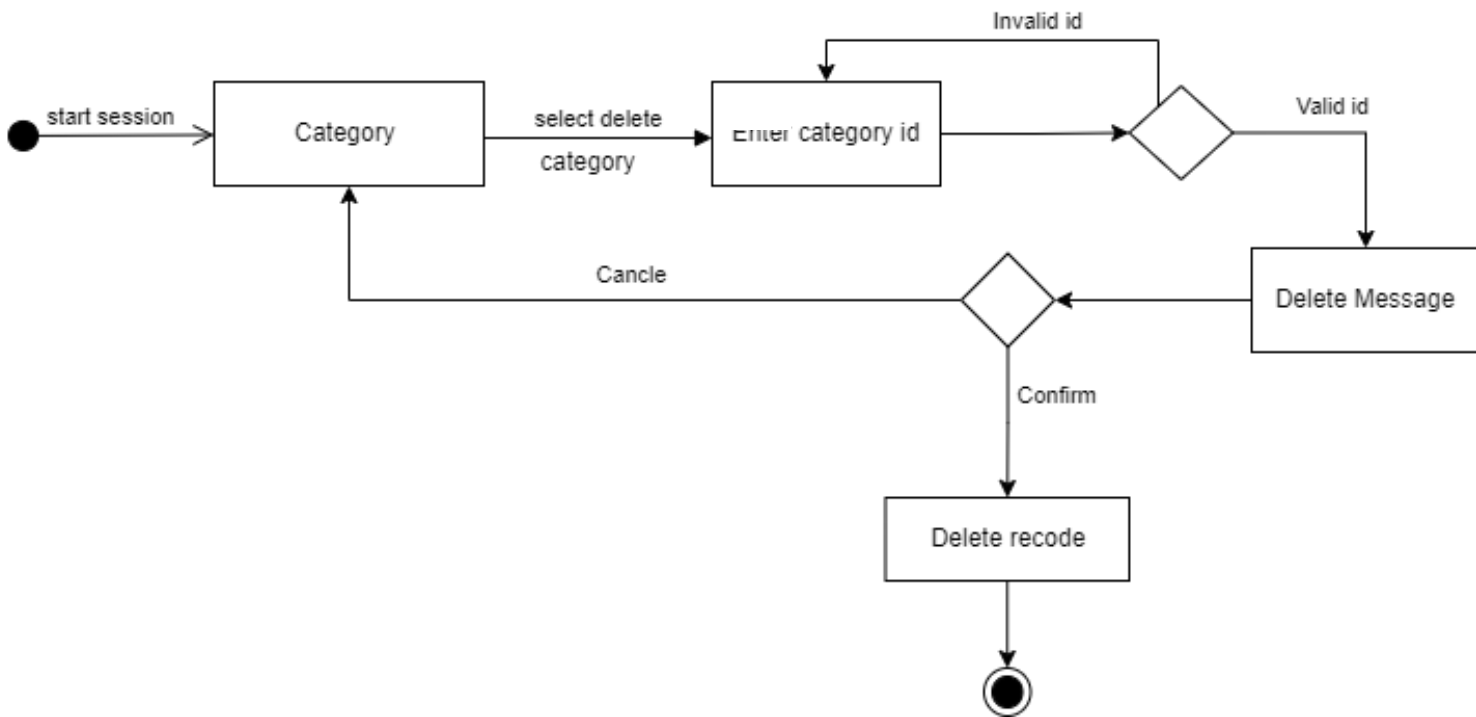 Invalid id
start session
select delete
Valid id
Category
Enter category id
category
Cancle
Delete Message
Confirm
Delete recode